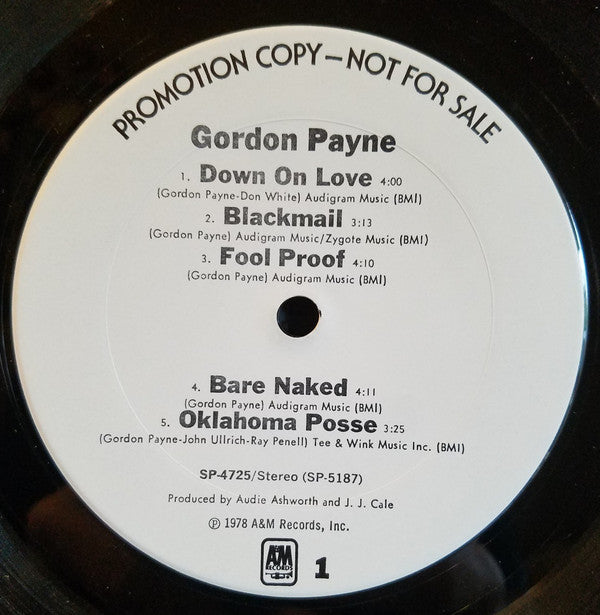 PROMOTION COPY—NOT FOR SALE
Gordon Payne
1. Down On Love 4:00
(Gordon Payne-Don White) Audigram Music (BMI)
2. Blackmail 3:13
(Gordon Payne) Audigram Music/Zygote Music (BMI)
3. Fool Proof 4:10
(Gordon Payne) Audigram Music (BMI)
4. Bare Naked 4:11
(Gordon Payne) Audigram Music (BMI)
5. Oklahoma Posse 3:25
(Gordon Payne-John Ullrich-Ray Penell) Tee & Wink Music Inc. (BMI)
SP-4725/Stereo (SP-5187)
Produced by Audie Ashworth and J. J. Cale
℗ 1978 A&M Records, Inc.
A&M
RECORDS
1